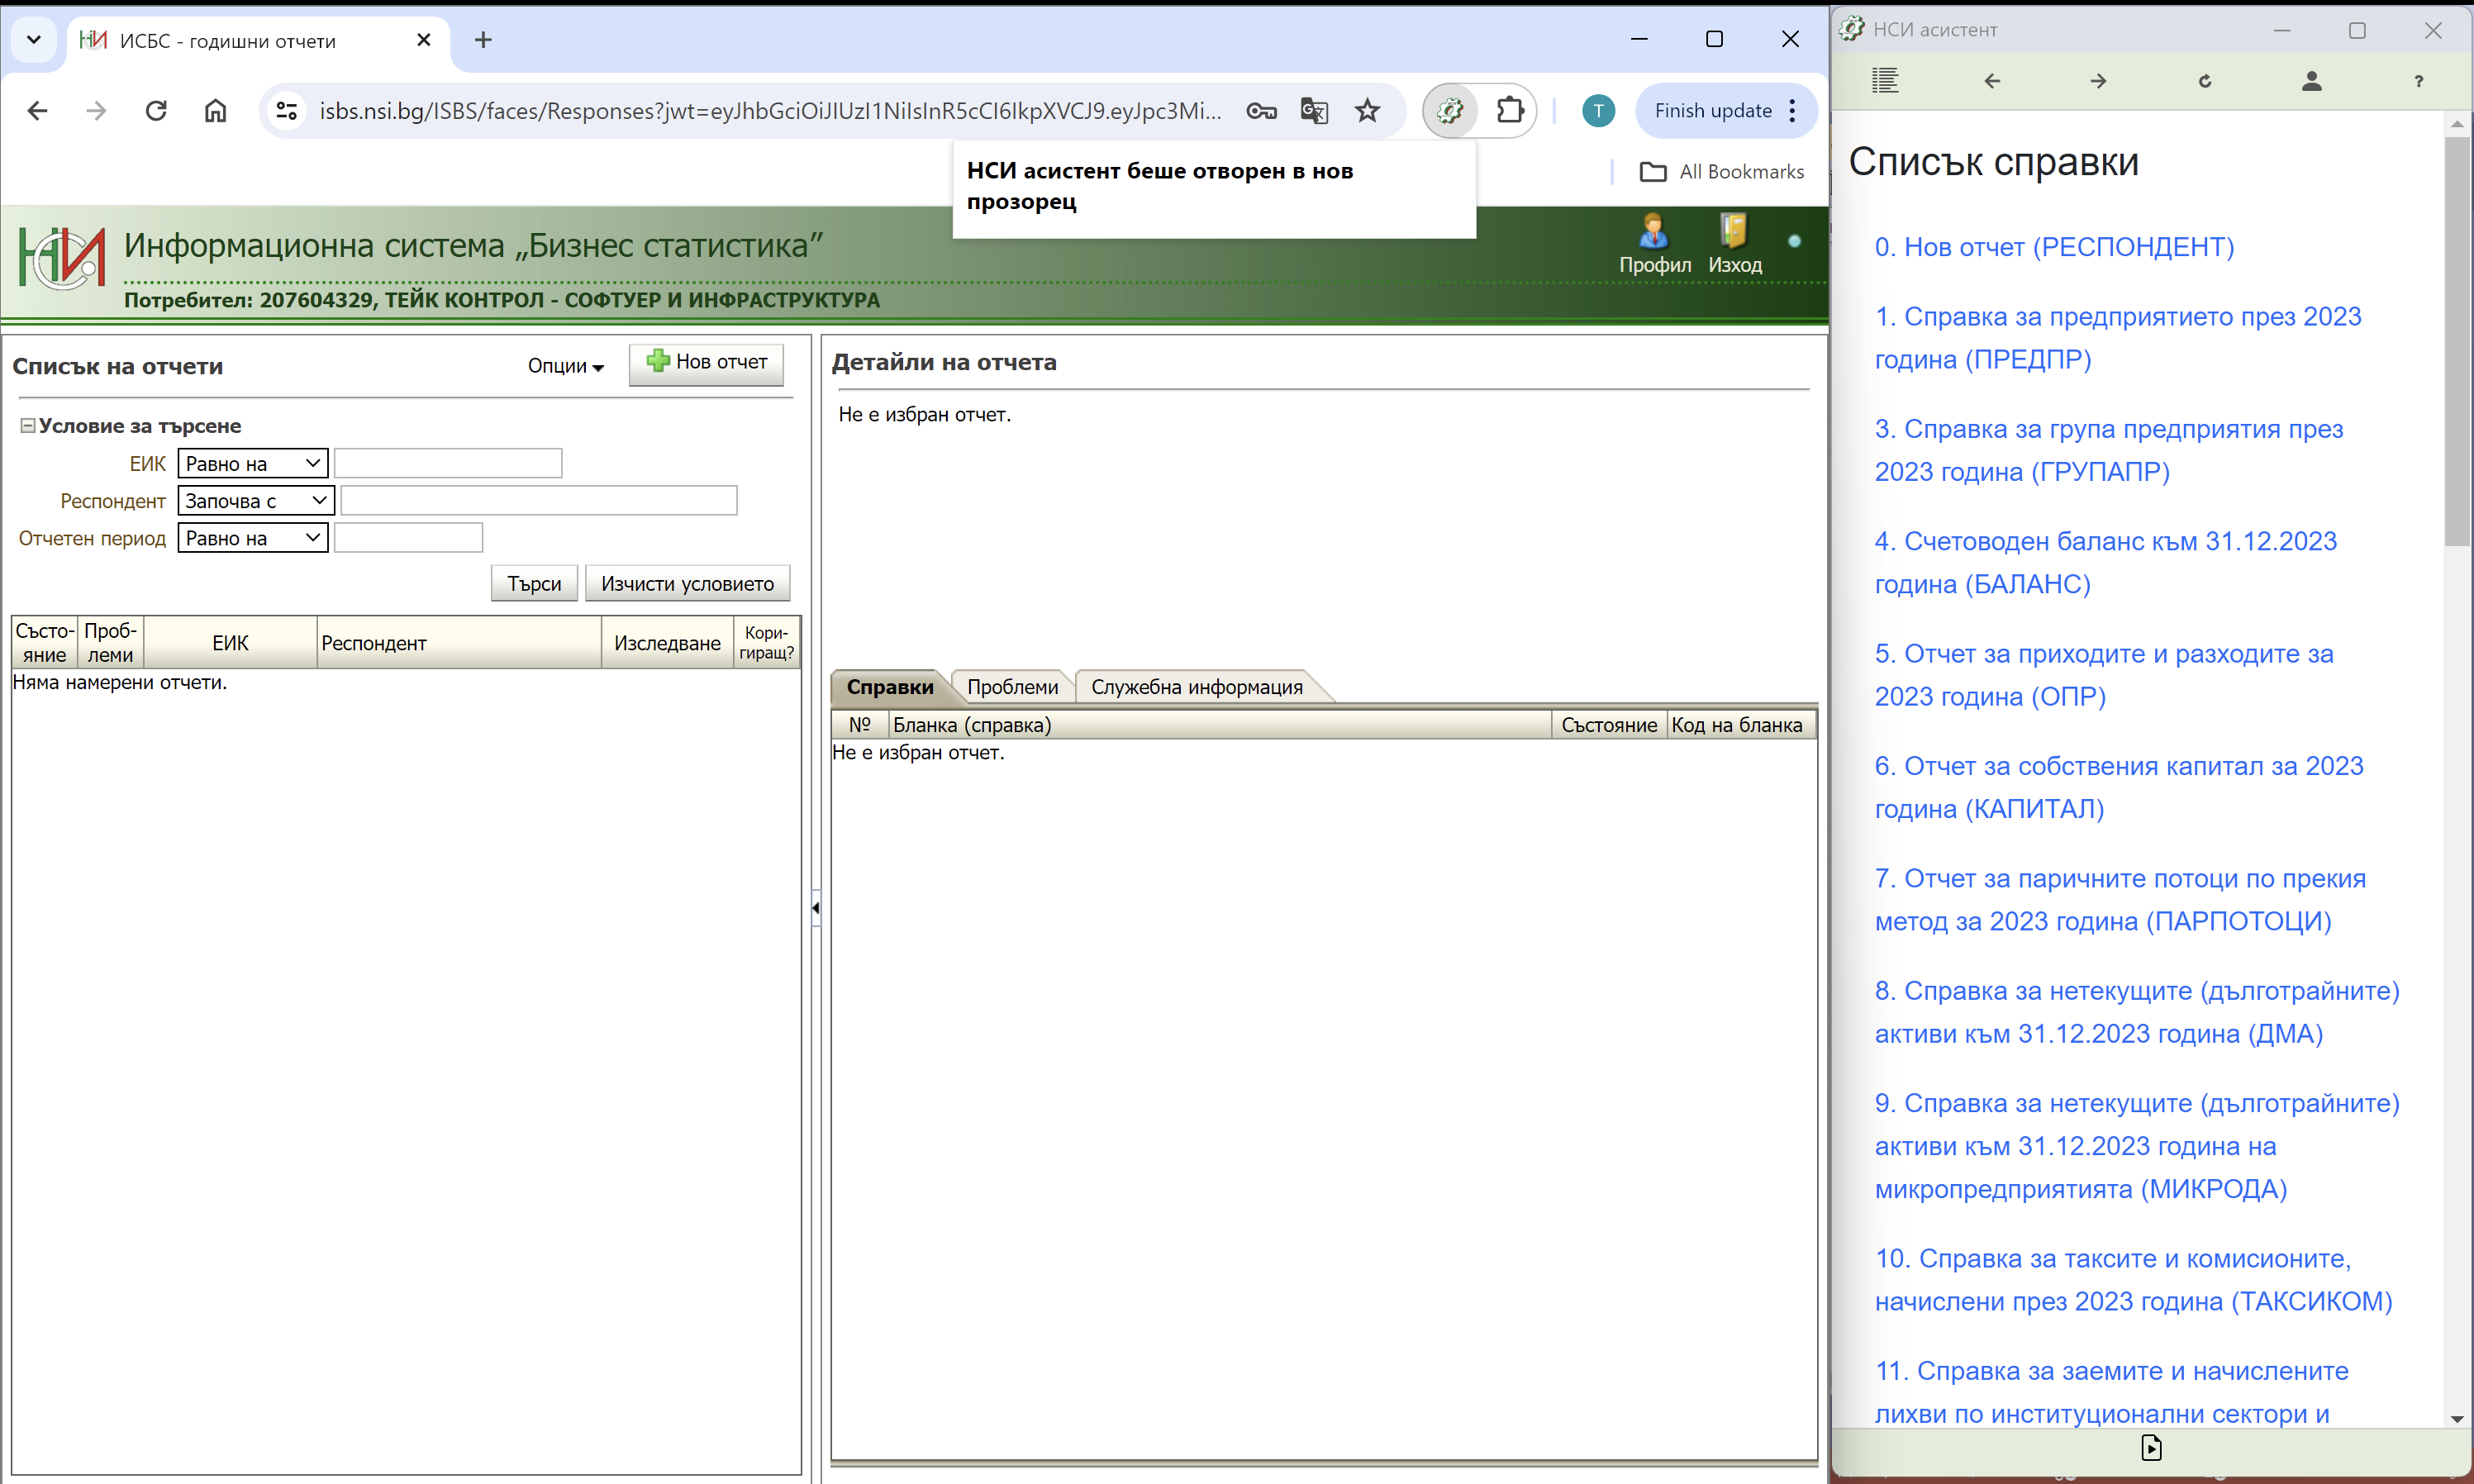 ИСБС - годишни отчети
isbs.nsi.bg/ISBS/faces/Responses?jwt=eyJhbGciOiJIUzI1NiIsInR5cCI6IkpXVCJ9.eyJpc3Mi...
T
Finish update
All Bookmarks
НСИ асистент беше отворен в нов
прозорец
НСИ
Информационна система „Бизнес статистика”
Потребител: 207604329, ТЕЙК КОНТРОЛ - СОФТУЕР И ИНФРАСТРУКТУРА
Профил
Изход
Списък на отчети
Опции
Нов отчет
Условие за търсене
ЕИК
Равно на
Респондент
Започва с
Отчетен период
Равно на
Търси
Изчисти условието
Състо-
яние
Проб-
леми
ЕИК
Респондент
Изследване
Кори-
гиращ?
Няма намерени отчети.
Детайли на отчета
Не е избран отчет.
Справки
Проблеми
Служебна информация
№
Бланка (справка)
Състояние
Код на бланка
Не е избран отчет.
НСИ асистент
?
Списък справки
0. Нов отчет (РЕСПОНДЕНТ)
1. Справка за предприятието през 2023
година (ПРЕДПР)
3. Справка за група предприятия през
2023 година (ГРУПАПР)
4. Счетоводен баланс към 31.12.2023
година (БАЛАНС)
5. Отчет за приходите и разходите за
2023 година (ОПР)
6. Отчет за собствения капитал за 2023
година (КАПИТАЛ)
7. Отчет за паричните потоци по прекия
метод за 2023 година (ПАРПОТОЦИ)
8. Справка за нетекущите (дълготрайните)
активи към 31.12.2023 година (ДМА)
9. Справка за нетекущите (дълготрайните)
активи към 31.12.2023 година на
микропредприятията (МИКРОДА)
10. Справка за таксите и комисионите,
начислени през 2023 година (ТАКСИКОМ)
11. Справка за заемите и начислените
лихви по институционални сектори и